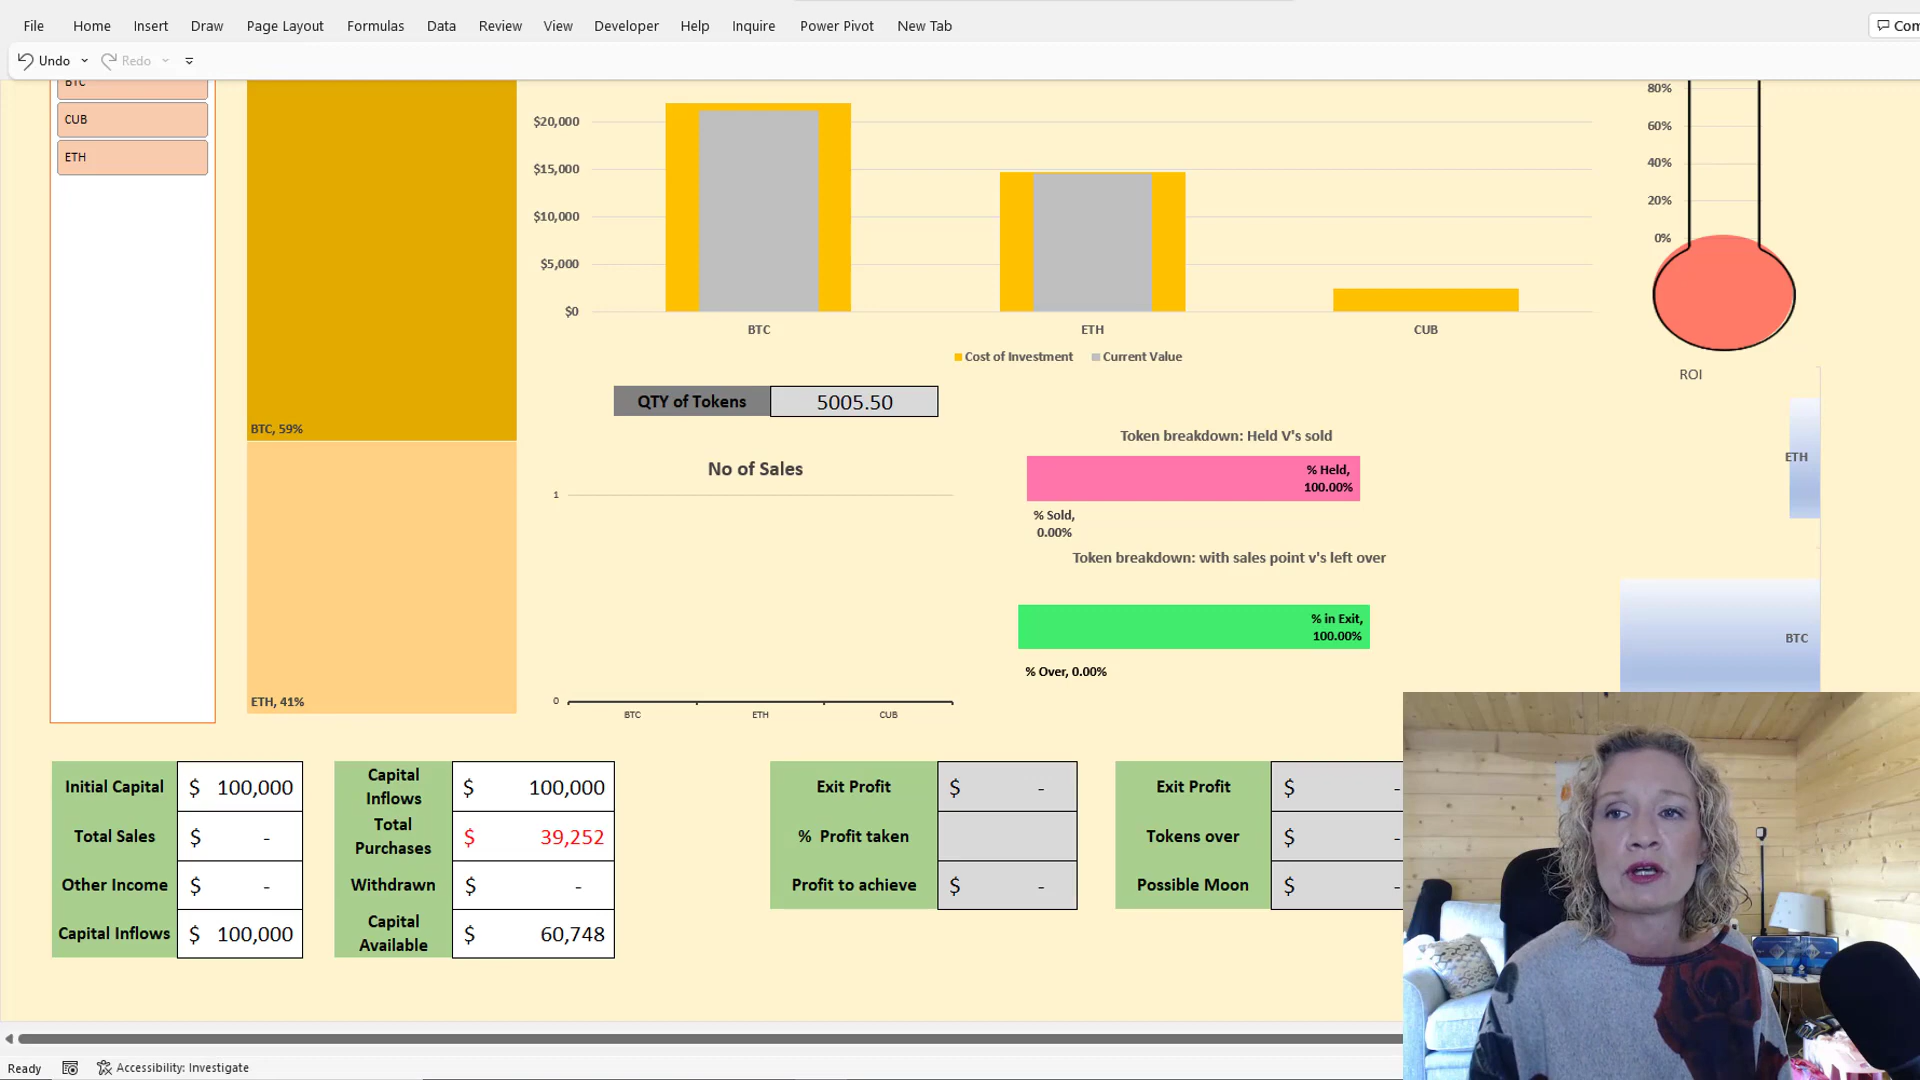 File Home Insert Draw Page Layout Formulas Data Review View Developer Help Inquire Power Pivot New Tab Com
Undo Redo
BTC
CUB
ETH
BTC, 59%
ETH, 41%
$20,000
$15,000
$10,000
$5,000
$0
BTC ETH CUB
Cost of Investment Current Value
80%
60%
40%
20%
0%
ROI
ETH
BTC
QTY of Tokens 5005.50
No of Sales
1
0
BTC ETH CUB
Token breakdown: Held V's sold
% Held,
100.00%
% Sold,
0.00%
Token breakdown: with sales point v's left over
% in Exit,
100.00%
% Over, 0.00%
Initial Capital $ 100,000
Total Sales $ -
Other Income $ -
Capital Inflows $ 100,000
Capital
Inflows $ 100,000
Total
Purchases $ 39,252
Withdrawn $ -
Capital
Available $ 60,748
Exit Profit $ -
% Profit taken
Profit to achieve $ -
Exit Profit $ -
Tokens over $ -
Possible Moon $ -
Ready Accessibility: Investigate